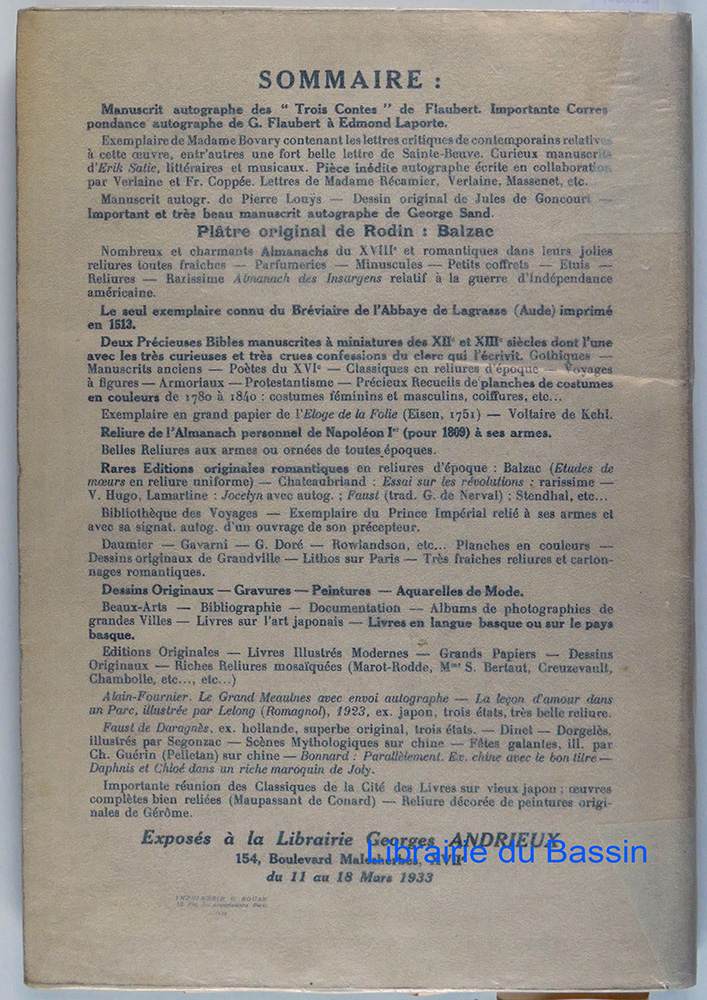 SOMMAIRE :
Manuscrit autographe des “ Trois Contes ” de Flaubert. Importante Corres
pondance autographe de G. Flaubert à Edmond Laporte.
Exemplaire de Madame Bovary contenant les lettres critiques de contemporains relatives
à cette œuvre, entr'autres une fort belle lettre de Sainte-Beuve. Curieux manuscrits
d'Erik Satie, littéraires et musicaux. Pièce inédite autographe écrite en collaboration
par Verlaine et Fr. Coppée. Lettres de Madame Récamier, Verlaine, Massenet, etc.
Manuscrit autogr. de Pierre Louÿs — Dessin original de Jules de Goncourt —
Important et très beau manuscrit autographe de George Sand.
Plâtre original de Rodin : Balzac
Nombreux et charmants Almanachs du XVIIIe et romantiques dans leurs jolies
reliures toutes fraîches — Parfumeries — Minuscules — Petits coffrets — Etuis —
Reliures — Rarissime Almanach des Insurgens relatif à la guerre d'Indépendance
américaine.
Le seul exemplaire connu du Bréviaire de l'Abbaye de Lagrasse (Aude) imprimé
en 1513.
Deux Précieuses Bibles manuscrites à miniatures des XIIe et XIIIe siècles dont l'une
avec les très curieuses et très crues confessions du clerc qui l'écrivit. Gothiques —
Manuscrits anciens — Poètes du XVIe — Classiques en reliures d'époque — Voyages
à figures — Armoriaux — Protestantisme — Précieux Recueils de planches de costumes
en couleurs de 1780 à 1840 : costumes féminins et masculins, coiffures, etc...
Exemplaire en grand papier de l'Eloge de la Folie (Eisen, 1751) — Voltaire de Kehl.
Reliure de l'Almanach personnel de Napoléon Ier (pour 1809) à ses armes.
Belles Reliures aux armes ou ornées de toutes époques.
Rares Editions originales romantiques en reliures d'époque : Balzac (Etudes de
mœurs en reliure uniforme) — Chateaubriand : Essai sur les révolutions : rarissime —
V. Hugo, Lamartine : Jocelyn avec autog. ; Faust (trad. G. de Nerval) ; Stendhal, etc...
Bibliothèque des Voyages — Exemplaire du Prince Impérial relié à ses armes et
avec sa signat. autog. d'un ouvrage de son précepteur.
Daumier — Gavarni — G. Doré — Rowlandson, etc... Planches en couleurs —
Dessins originaux de Grandville — Lithos sur Paris — Très fraîches reliures et carton-
nages romantiques.
Dessins Originaux — Gravures — Peintures — Aquarelles de Mode.
Beaux-Arts — Bibliographie — Documentation — Albums de photographies de
grandes Villes — Livres sur l'art japonais — Livres en langue basque ou sur le pays
basque.
Editions Originales — Livres Illustrés Modernes — Grands Papiers — Dessins
Originaux — Riches Reliures mosaïquées (Marot-Rodde, Mme S. Bertaut, Creuzevault,
Chambolle, etc..., etc...)
Alain-Fournier. Le Grand Meaulnes avec envoi autographe — La leçon d'amour dans
un Parc, illustrée par Lelong (Romagnol), 1923, ex. japon, trois états, très belle reliure.
Faust de Daragnès, ex. hollande, superbe original, trois états. — Dinet — Dorgelès,
illustrés par Segonzac — Scènes Mythologiques sur chine — Fêtes galantes, ill. par
Ch. Guérin (Pelletan) sur chine — Bonnard : Parallèlement. Ex. chine avec le bon titre —
Daphnis et Chloé dans un riche maroquin de Joly.
Importante réunion des Classiques de la Cité des Livres sur vieux japon ; œuvres
complètes bien reliées (Maupassant de Conard) — Reliure décorée de peintures origi-
nales de Gérôme.
Exposés à la Librairie Georges ANDRIEUX
Librairie du Bassin
154, Boulevard Malesherbes, XVIIe
du 11 au 18 Mars 1933
IMPRIMERIE